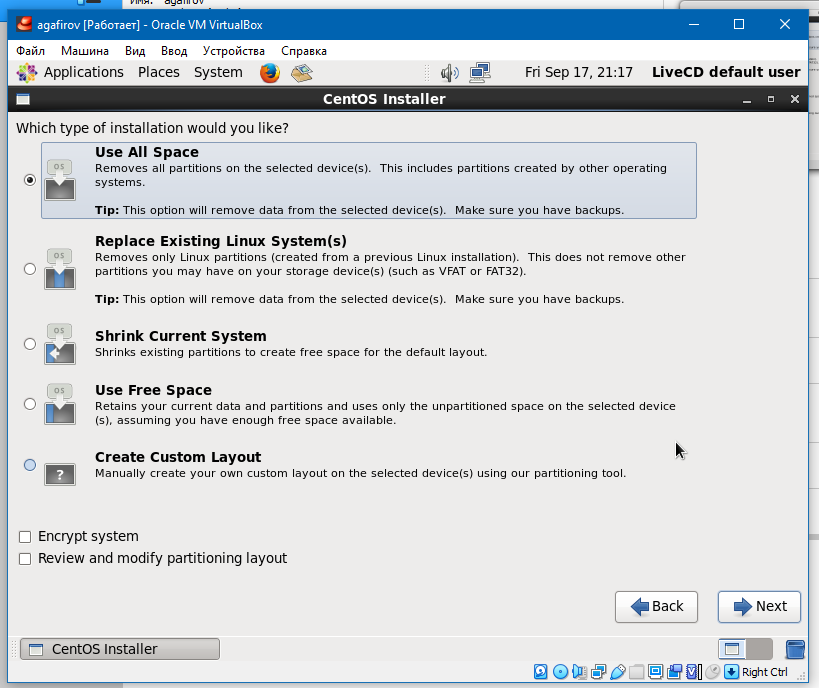 Имя: agafirov
agafirov [Работает] - Oracle VM VirtualBox
Файл Машина Вид Ввод Устройства Справка
Applications Places System Fri Sep 17, 21:17 LiveCD default user
CentOS Installer
Which type of installation would you like?
OS
Use All Space
Removes all partitions on the selected device(s). This includes partitions created by other operating
systems.
Tip: This option will remove data from the selected device(s). Make sure you have backups.
OS
Replace Existing Linux System(s)
Removes only Linux partitions (created from a previous Linux installation). This does not remove other
partitions you may have on your storage device(s) (such as VFAT or FAT32).
Tip: This option will remove data from the selected device(s). Make sure you have backups.
OS
Shrink Current System
Shrinks existing partitions to create free space for the default layout.
OS
Use Free Space
Retains your current data and partitions and uses only the unpartitioned space on the selected device
(s), assuming you have enough free space available.
?
Create Custom Layout
Manually create your own custom layout on the selected device(s) using our partitioning tool.
Encrypt system
Review and modify partitioning layout
Back Next
CentOS Installer
Right Ctrl